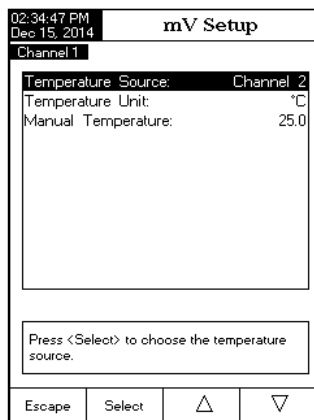 02:34:47 PM
Dec 15, 2014
mV Setup
Channel 1
Temperature Source: Channel 2
Temperature Unit: °C
Manual Temperature: 25.0
Press <Select> to choose the temperature
source.
Escape Select △ ▽